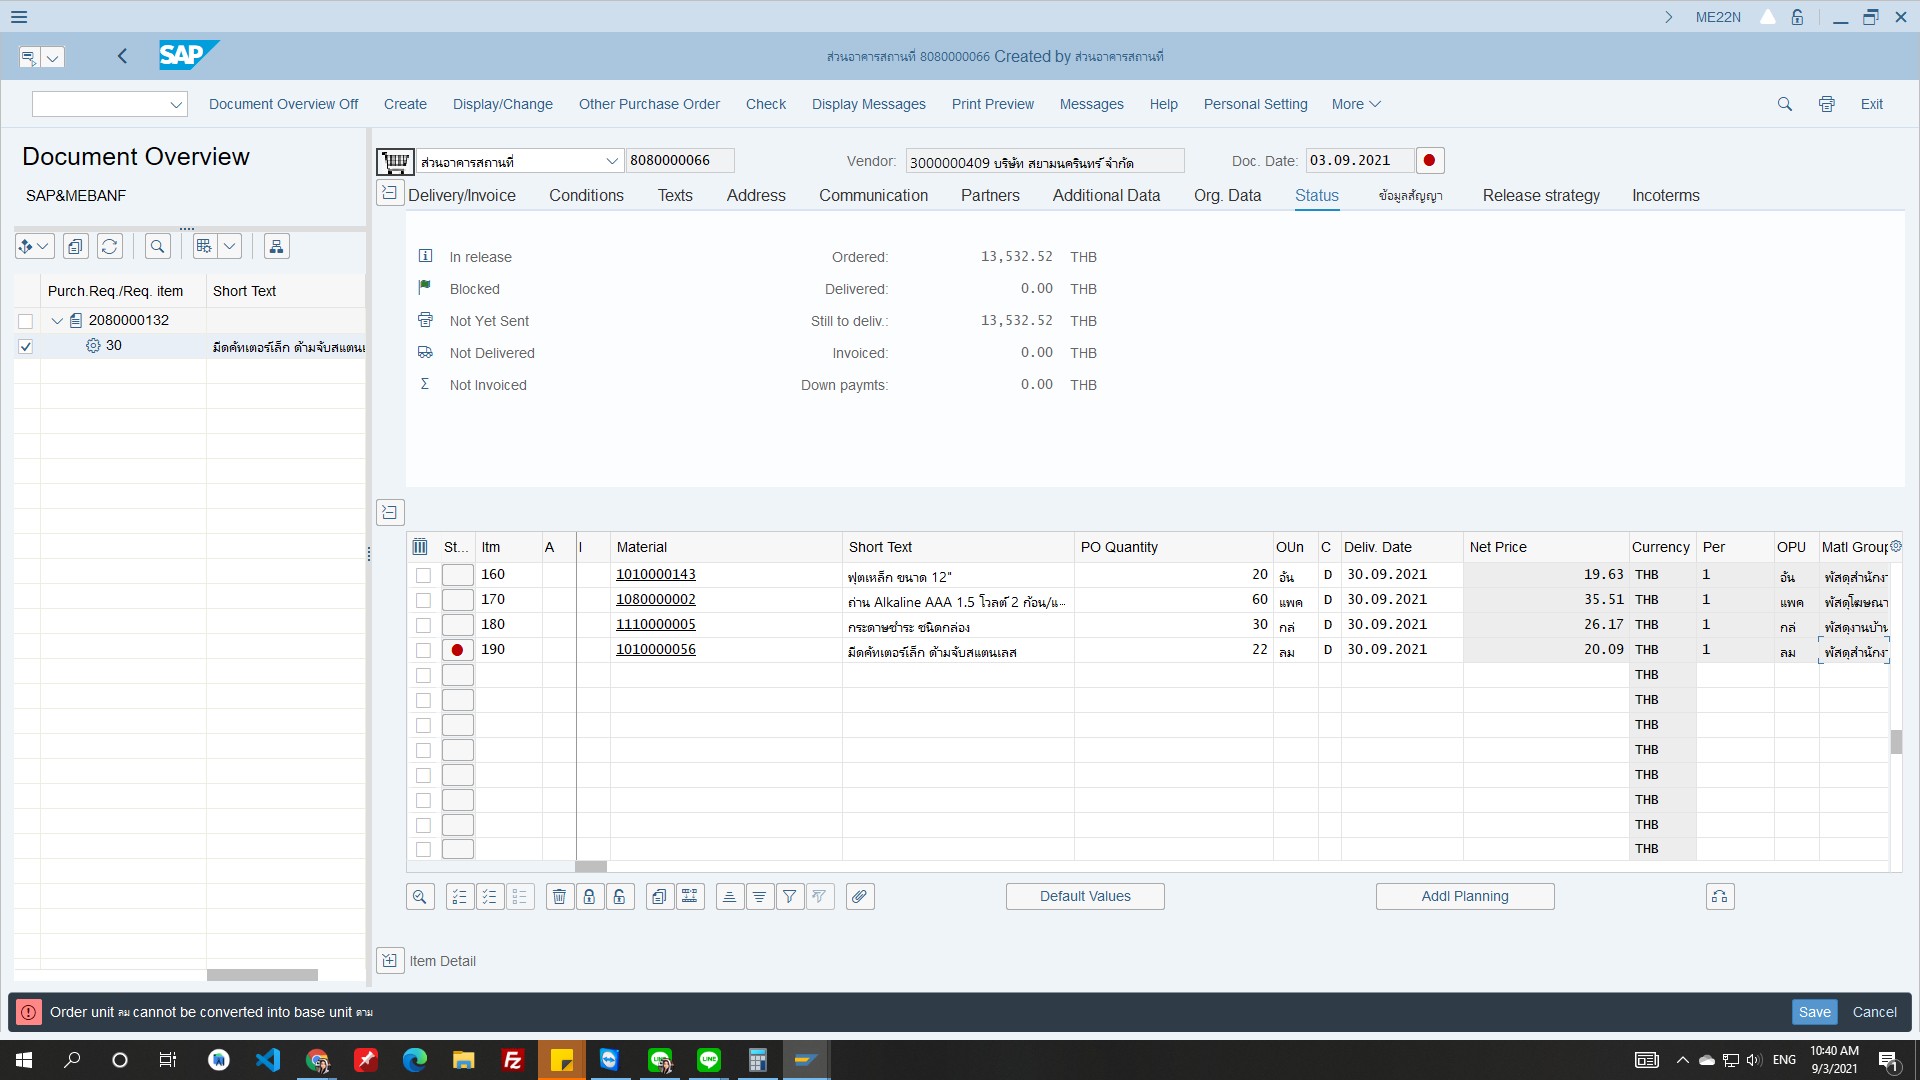 ME22N
SAP
ส่วนอาคารสถานที่ 8080000066 Created by ส่วนอาคารสถานที่
Document Overview Off Create Display/Change Other Purchase Order Check Display Messages Print Preview Messages Help Personal Setting More Exit
Document Overview
SAP&MEBANF
Purch.Req./Req. item Short Text
2080000132
30 มีดคัทเตอร์เล็ก ด้ามจับสแตนเ
ส่วนอาคารสถานที่ 8080000066 Vendor: 3000000409 บริษัท สยามนครินทร์ จำกัด Doc. Date: 03.09.2021
Delivery/Invoice Conditions Texts Address Communication Partners Additional Data Org. Data Status ข้อมูลสัญญา Release strategy Incoterms
In release Ordered: 13,532.52 THB
Blocked Delivered: 0.00 THB
Not Yet Sent Still to deliv.: 13,532.52 THB
Not Delivered Invoiced: 0.00 THB
Σ Not Invoiced Down paymts: 0.00 THB
St... Itm A I Material Short Text PO Quantity OUn C Deliv. Date Net Price Currency Per OPU Matl Group
160 1010000143 ฟุตเหล็ก ขนาด 12" 20 อัน D 30.09.2021 19.63 THB 1 อัน พัสดุสำนักงา
170 1080000002 ถ่าน Alkaline AAA 1.5 โวลต์ 2 ก้อน/แ… 60 แพค D 30.09.2021 35.51 THB 1 แพค พัสดุโฆษณา
180 1110000005 กระดาษชำระ ชนิดกล่อง 30 กล่ D 30.09.2021 26.17 THB 1 กล่ พัสดุงานบ้าน
190 1010000056 มีดคัทเตอร์เล็ก ด้ามจับสแตนเลส 22 ลม D 30.09.2021 20.09 THB 1 ลม พัสดุสำนักงา
THB
THB
THB
THB
THB
THB
THB
THB
Default Values Addl Planning
Item Detail
Order unit ลม cannot be converted into base unit ดาม Save Cancel
ENG 10:40 AM
9/3/2021
1